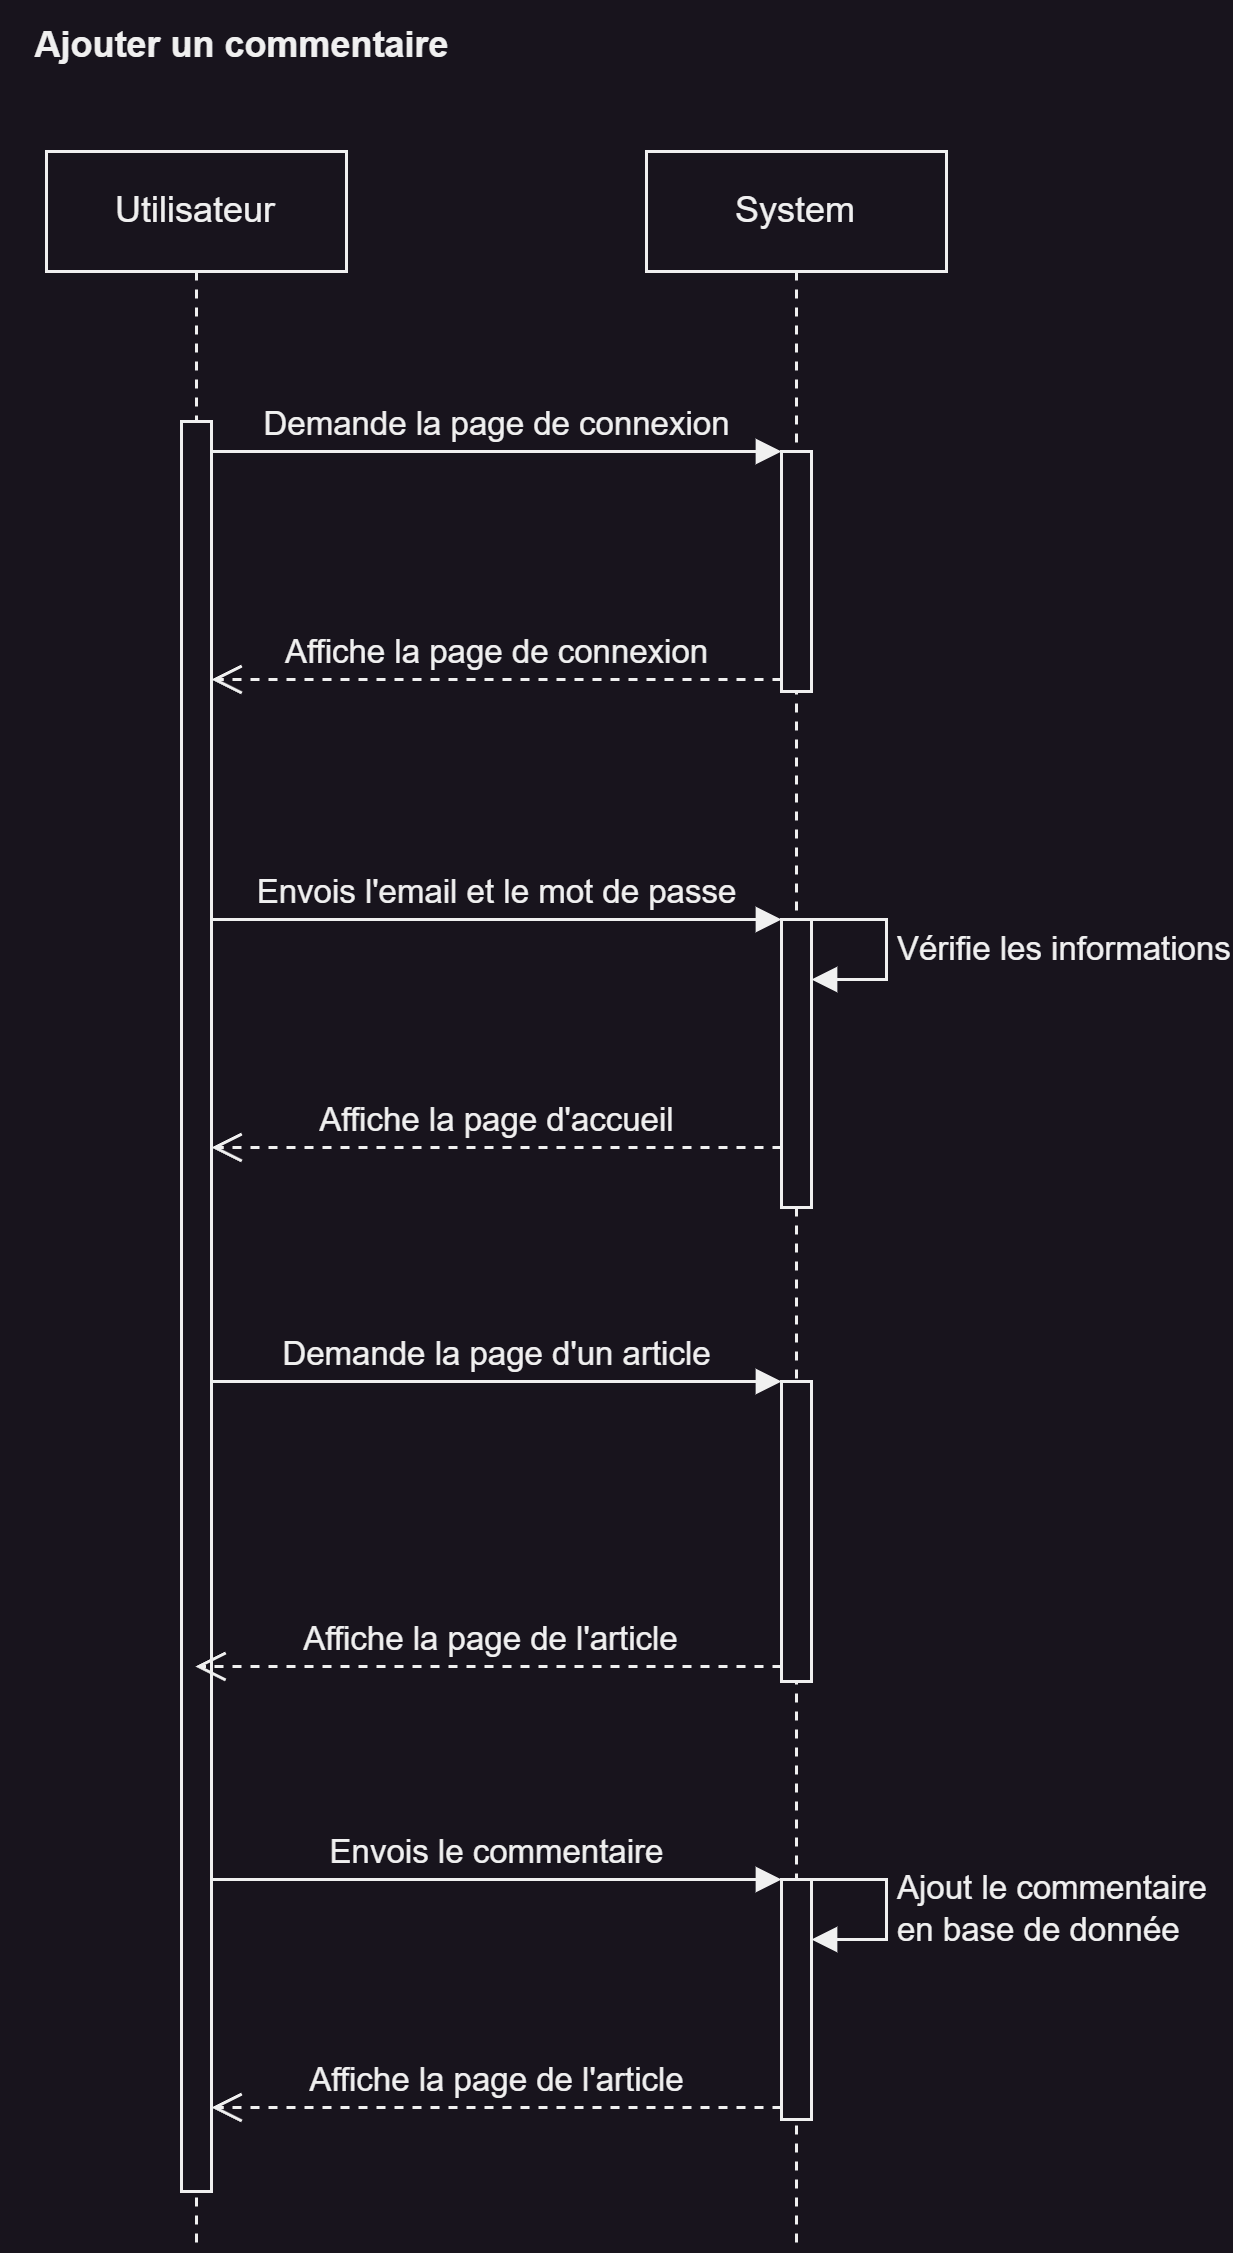 Ajouter un commentaire
Utilisateur
System
Demande la page de connexion
Affiche la page de connexion
Envois l'email et le mot de passe
Vérifie les informations
Affiche la page d'accueil
Demande la page d'un article
Affiche la page de l'article
Envois le commentaire
Ajout le commentaire
en base de donnée
Affiche la page de l'article